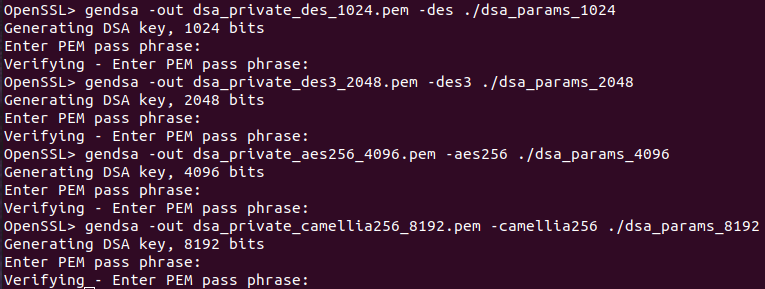 OpenSSL> gendsa -out dsa_private_des_1024.pem -des ./dsa_params_1024
Generating DSA key, 1024 bits
Enter PEM pass phrase:
Verifying - Enter PEM pass phrase:
OpenSSL> gendsa -out dsa_private_des3_2048.pem -des3 ./dsa_params_2048
Generating DSA key, 2048 bits
Enter PEM pass phrase:
Verifying - Enter PEM pass phrase:
OpenSSL> gendsa -out dsa_private_aes256_4096.pem -aes256 ./dsa_params_4096
Generating DSA key, 4096 bits
Enter PEM pass phrase:
Verifying - Enter PEM pass phrase:
OpenSSL> gendsa -out dsa_private_camellia256_8192.pem -camellia256 ./dsa_params_8192
Generating DSA key, 8192 bits
Enter PEM pass phrase:
Verifying - Enter PEM pass phrase: